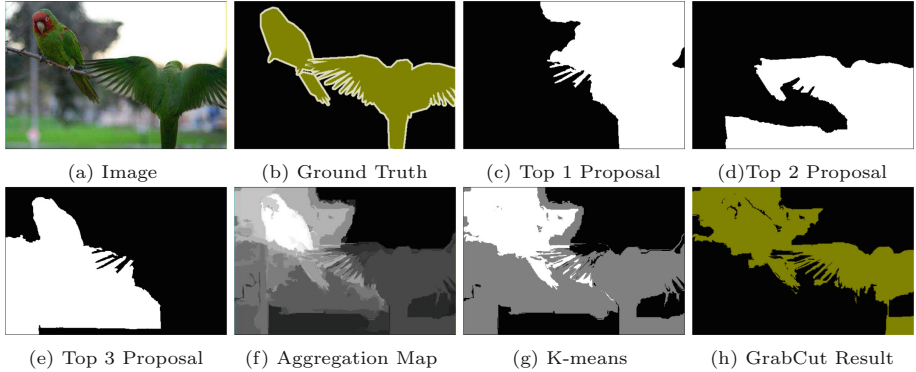 (a) Image
(b) Ground Truth
(c) Top 1 Proposal
(d)Top 2 Proposal
(e) Top 3 Proposal
(f) Aggregation Map
(g) K-means
(h) GrabCut Result